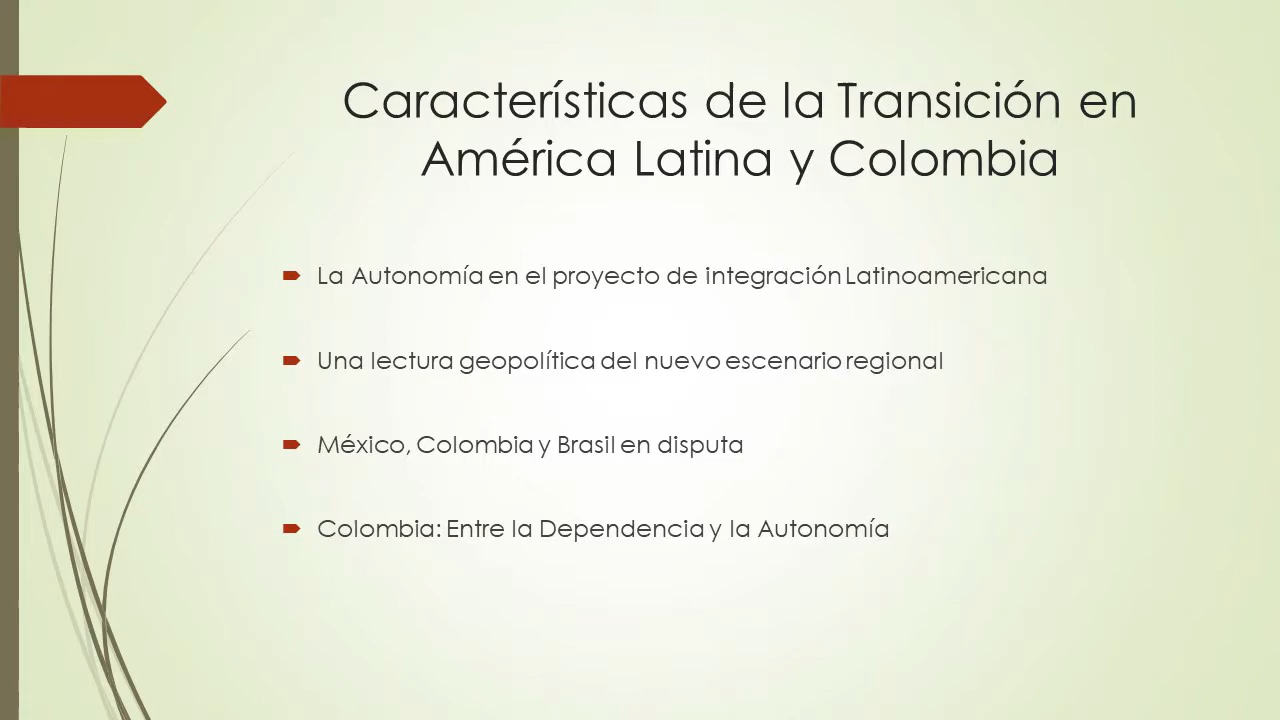 Características de la Transición en
América Latina y Colombia
La Autonomía en el proyecto de integración Latinoamericana
Una lectura geopolítica del nuevo escenario regional
México, Colombia y Brasil en disputa
Colombia: Entre la Dependencia y la Autonomía